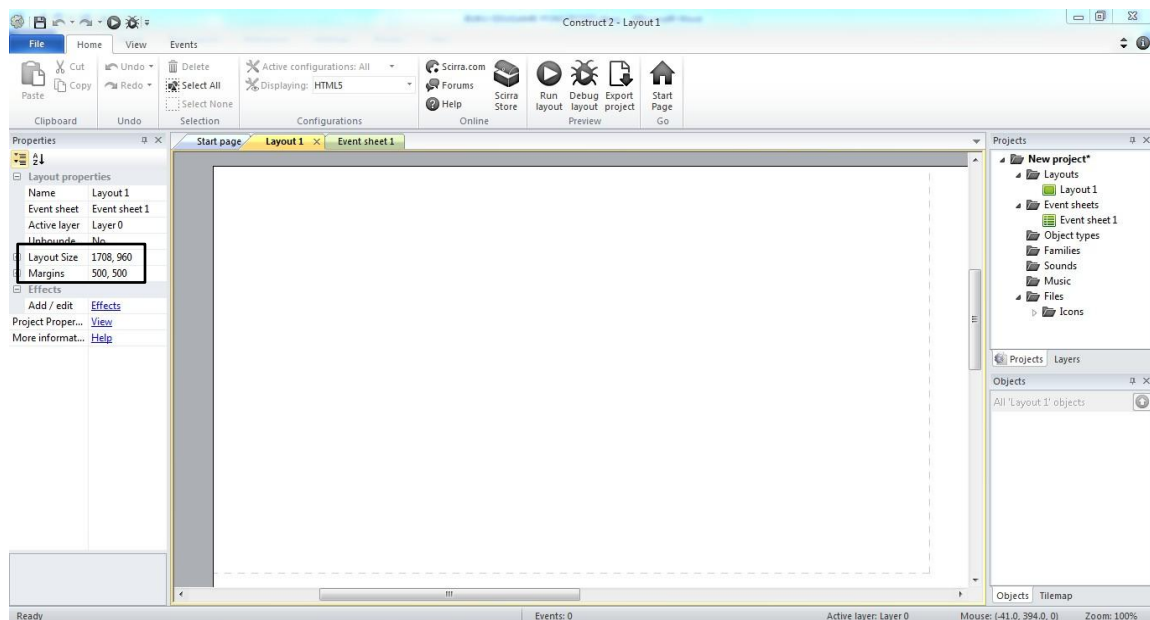 Construct 2 - Layout 1
File Home View Events
Paste
Cut
Copy
Clipboard
Undo
Redo
Undo
Delete
Select All
Select None
Selection
Active configurations: All
Displaying: HTML5
Configurations
Scirra.com
Forums
Help
Scirra Store
Online
Run layout
Debug layout
Export project
Preview
Start Page
Go
Properties
Layout properties
Name Layout 1
Event sheet Event sheet 1
Active layer Layer 0
Unbounde... No
Layout Size 1708, 960
Margins 500, 500
Effects
Add / edit Effects
Project Proper... View
More informat... Help
Start page Layout 1 Event sheet 1
Projects
New project*
Layouts
Layout 1
Event sheets
Event sheet 1
Object types
Families
Sounds
Music
Files
Icons
Projects Layers
Objects
All 'Layout 1' objects
Objects Tilemap
Ready Events: 0 Active layer: Layer 0 Mouse: (-41.0, 394.0, 0) Zoom: 100%